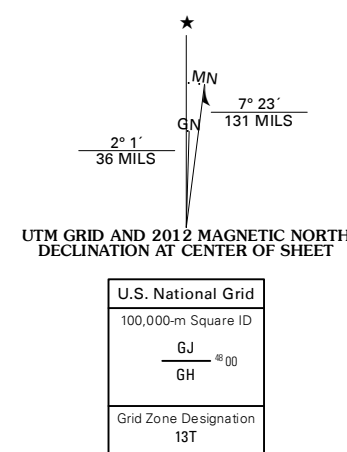 ★
MN
7° 23´
131 MILS
GN
2° 1´
36 MILS
UTM GRID AND 2012 MAGNETIC NORTH
DECLINATION AT CENTER OF SHEET
U.S. National Grid
100,000-m Square ID
GJ
48 00
GH
Grid Zone Designation
13T